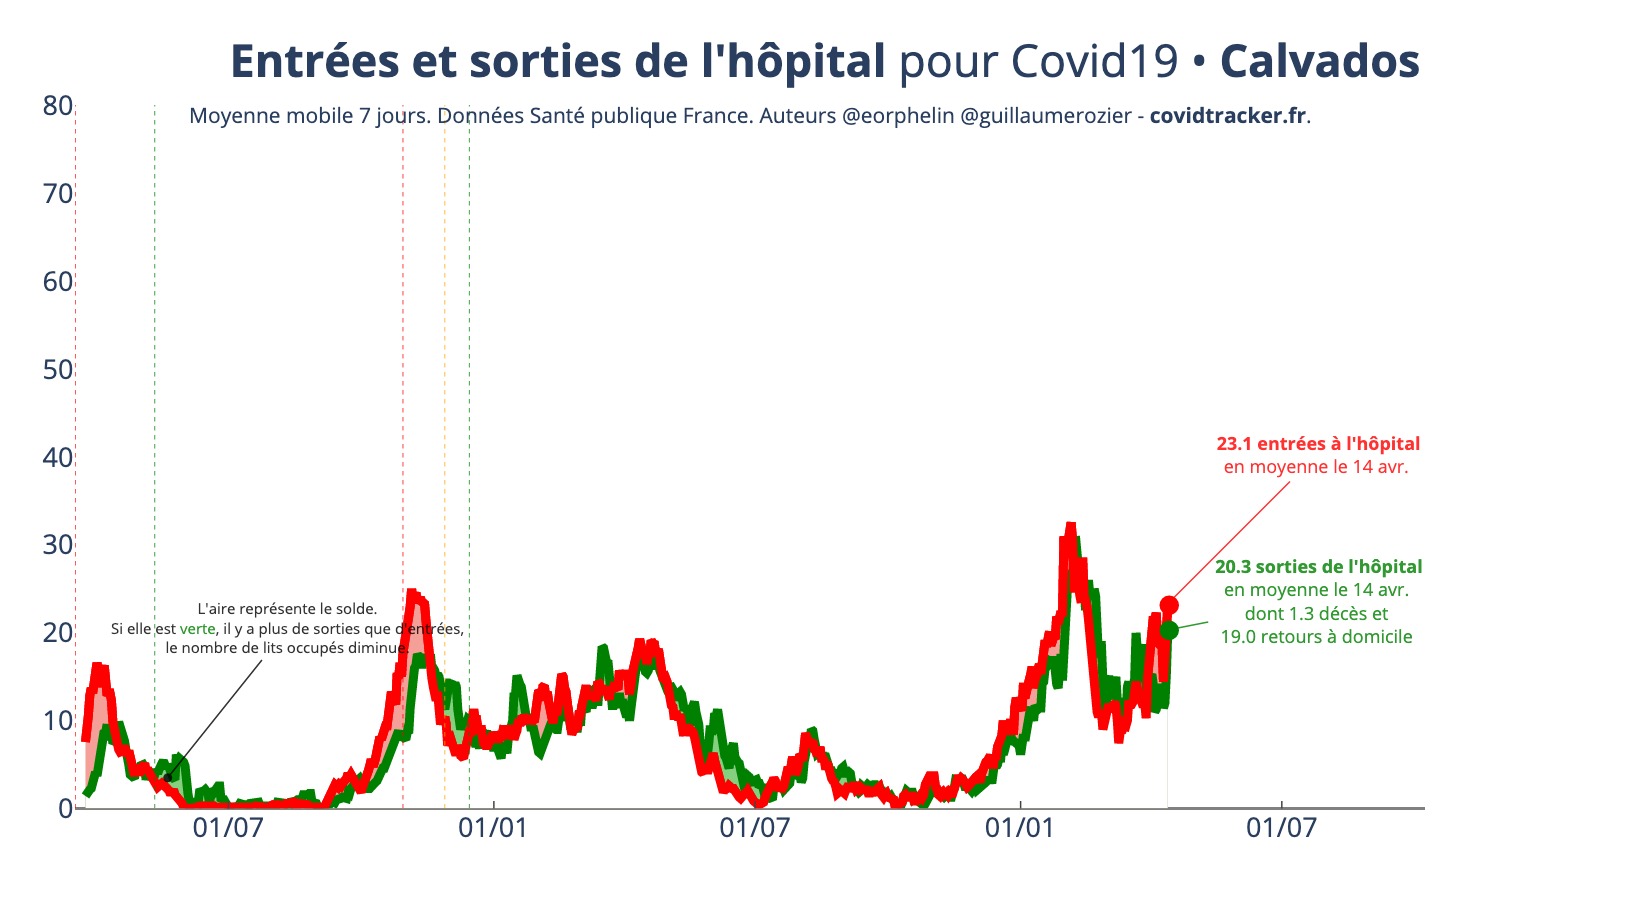 Entrées et sorties de l'hôpital pour Covid19 • Calvados
Moyenne mobile 7 jours. Données Santé publique France. Auteurs @eorphelin @guillaumerozier - covidtracker.fr.
80
70
60
50
40
30
20
10
0
23.1 entrées à l'hôpital
en moyenne le 14 avr.
20.3 sorties de l'hôpital
en moyenne le 14 avr.
dont 1.3 décès et
19.0 retours à domicile
L'aire représente le solde.
Si elle est verte, il y a plus de sorties que d'entrées,
le nombre de lits occupés diminue.
01/07
01/01
01/07
01/01
01/07